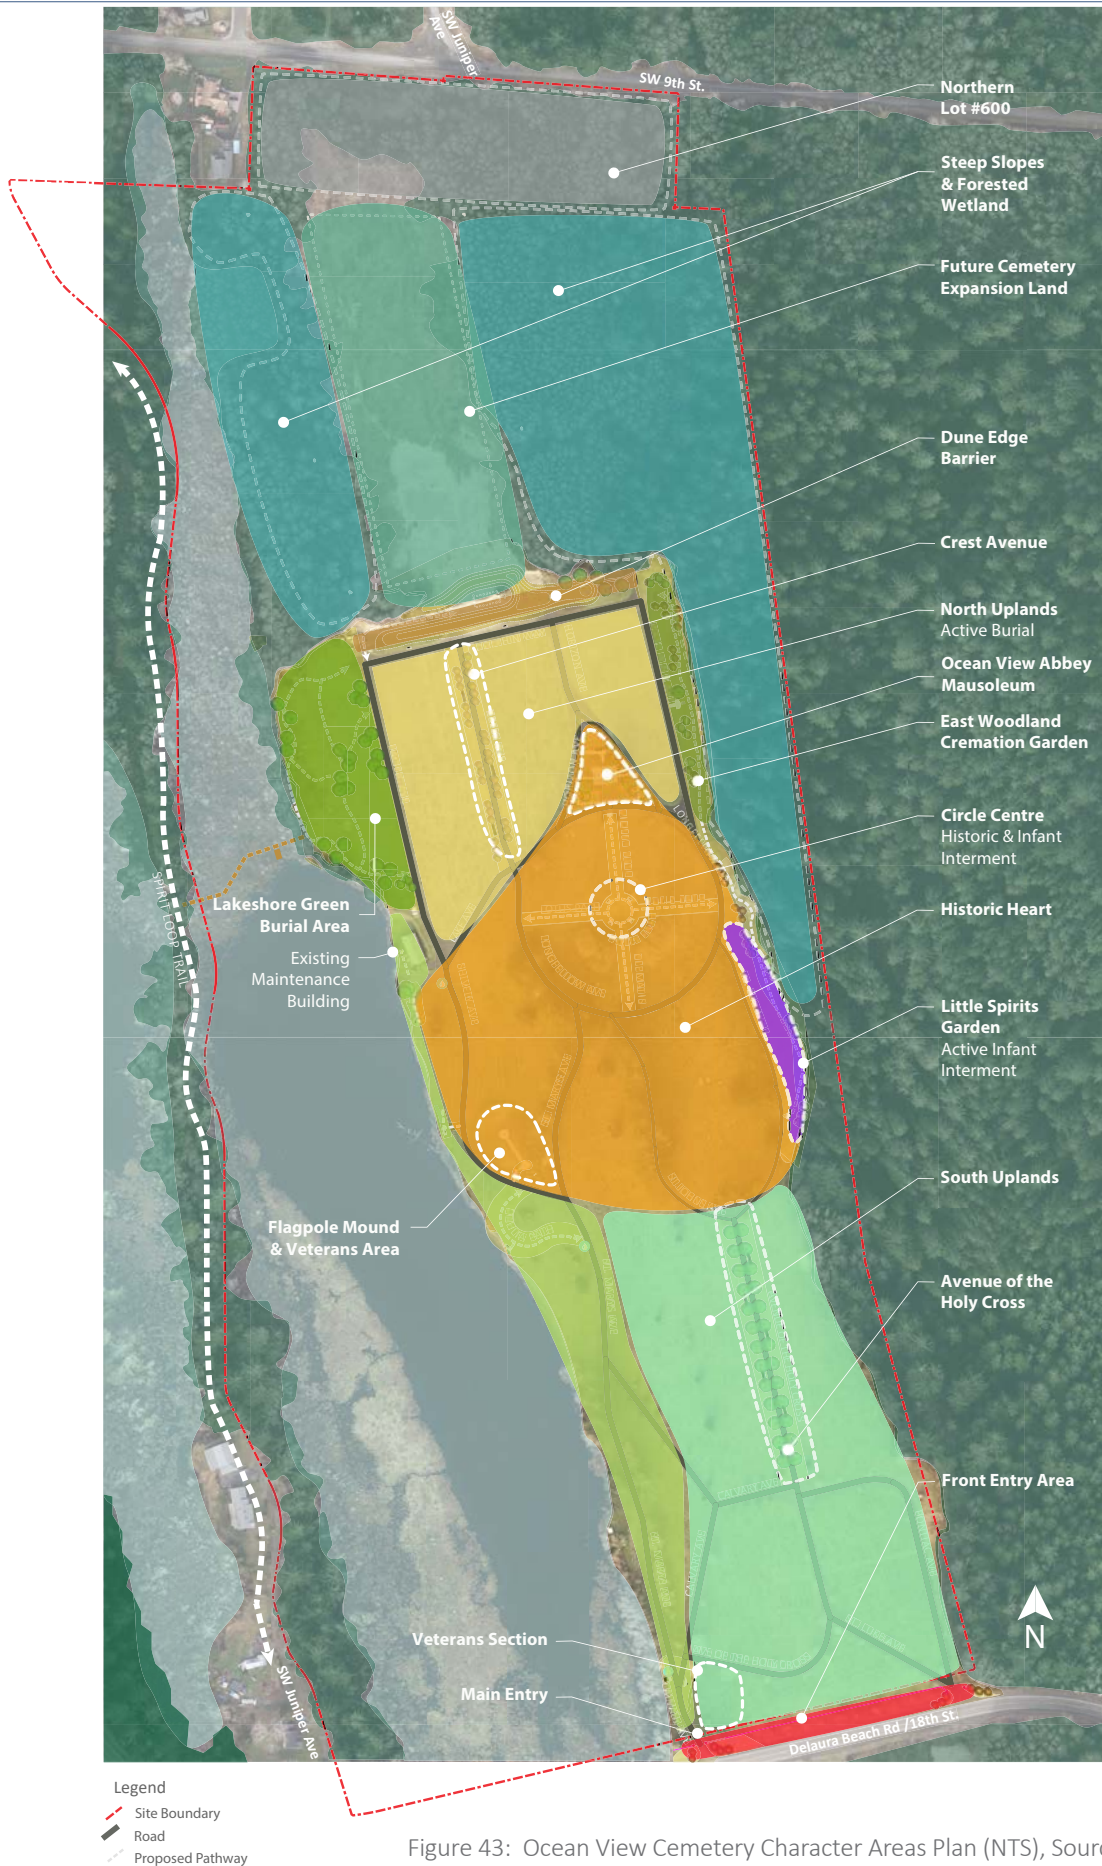 SW Juniper
Ave
SW 9th St.
Northern
Lot #600
Steep Slopes
& Forested
Wetland
Future Cemetery
Expansion Land
Dune Edge
Barrier
Crest Avenue
North Uplands
Active Burial
Ocean View Abbey
Mausoleum
East Woodland
Cremation Garden
Circle Centre
Historic & Infant
Interment
Historic Heart
Lakeshore Green
Burial Area
Existing
Maintenance
Building
SPIRIT LOOP TRAIL
Little Spirits
Garden
Active Infant
Interment
South Uplands
Flagpole Mound
& Veterans Area
Avenue of the
Holy Cross
Front Entry Area
N
Veterans Section
Main Entry
SW Juniper Ave
Delaura Beach Rd /18th St.
Legend
Site Boundary
Road
Proposed Pathway
Figure 43: Ocean View Cemetery Character Areas Plan (NTS),